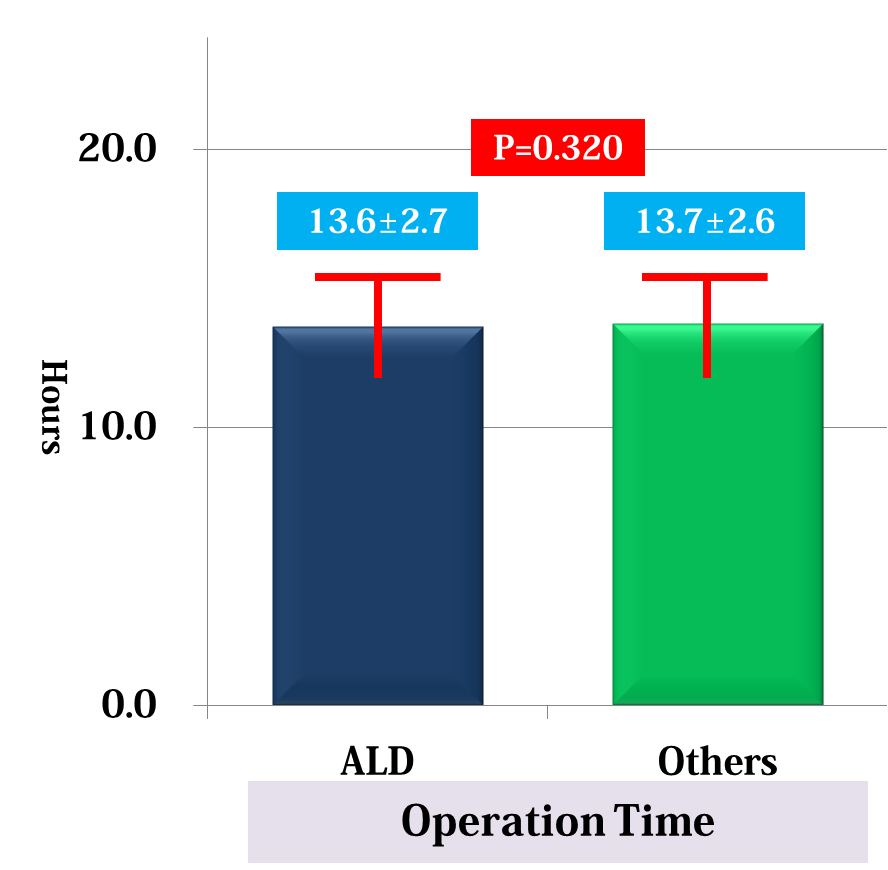 20.0
P=0.320
13.6±2.7
13.7±2.6
Hours
10.0
0.0
ALD
Others
Operation Time